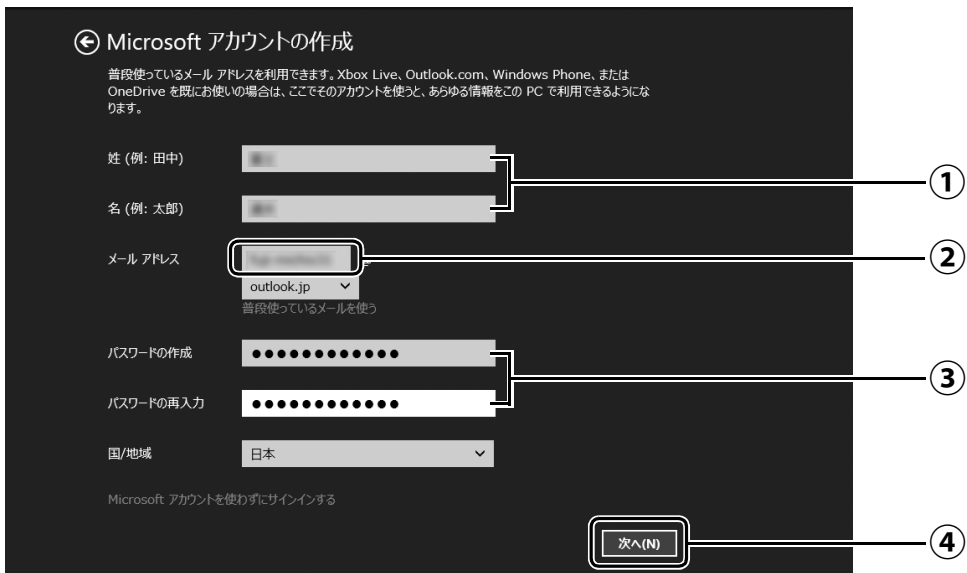 Microsoft アカウントの作成
普段使っているメール アドレスを利用できます。Xbox Live、Outlook.com、Windows Phone、または
OneDrive を既にお使いの場合は、ここでそのアカウントを使うと、あらゆる情報をこの PC で利用できるようにな
ります。
姓 (例: 田中)
①
名 (例: 太郎)
メール アドレス
②
outlook.jp
普段使っているメールを使う
パスワードの作成 ●●●●●●●●●●●●
③
パスワードの再入力 ●●●●●●●●●●●●
国/地域 日本
Microsoft アカウントを使わずにサインインする
次へ(N)
④